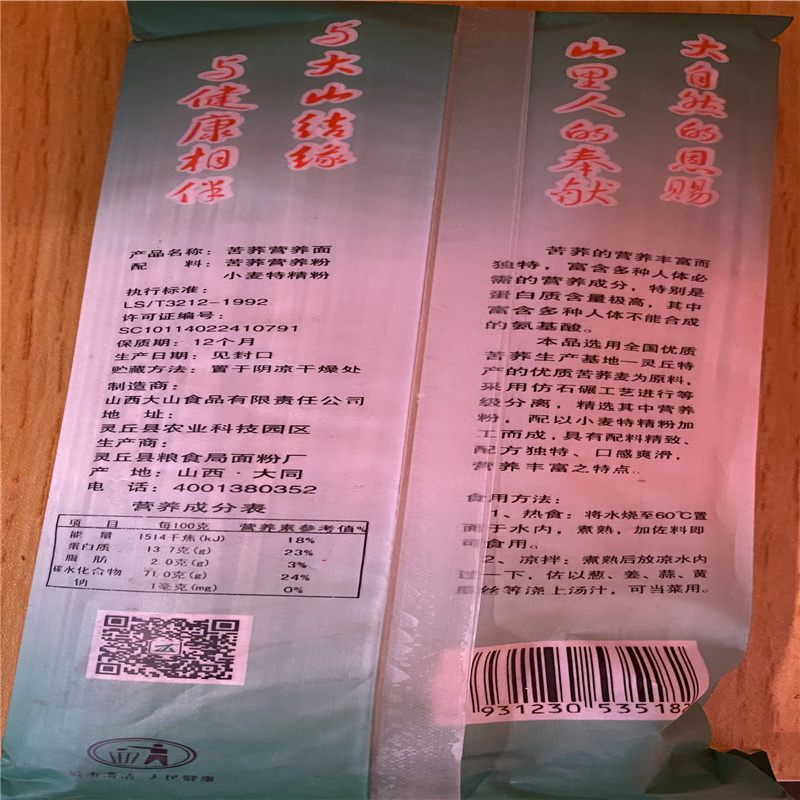 与大山结缘
与健康相伴
大自然的恩赐
山里人的奉献
产品名称：苦荞营养面
配　　料：苦荞营养粉
小麦特精粉
执行标准：
LS/T3212-1992
许可证编号：
SC10114022410791
保质期：12个月
生产日期：见封口
贮藏方法：置于阴凉干燥处
制造商：
山西大山食品有限责任公司
地　址：
灵丘县农业科技园区
生产商：
灵丘县粮食局面粉厂
产　地：山西·大同
电　话：4001380352
营养成分表
项　目　每100克　营养素参考值%
能　量　1514千焦(kJ)　18%
蛋白质　13.7克(g)　23%
脂　肪　2.0克(g)　3%
碳水化合物　71.0克(g)　24%
钠　1毫克(mg)　0%
人民健康
苦荞的营养丰富而
独特，富含多种人体必
需的营养成分，特别是
蛋白质含量极高，其中
富含多种人体不能合成
的氨基酸。
本品选用全国优质
苦荞生产基地—灵丘特
产的优质苦荞麦为原料，
采用仿石碾工艺进行等
级分离，精选其中营养
粉，配以小麦特精粉加
工而成，具有配料精致、
配方独特、口感爽滑，
营养丰富之特点。
食用方法：
1、热食：将水烧至60℃置
面于水内，煮熟，加佐料即
可食用。
2、凉拌：煮熟后放凉水内
一下，佐以葱、姜、蒜、黄
丝等浇上汤汁，可当菜用。
931230 535182